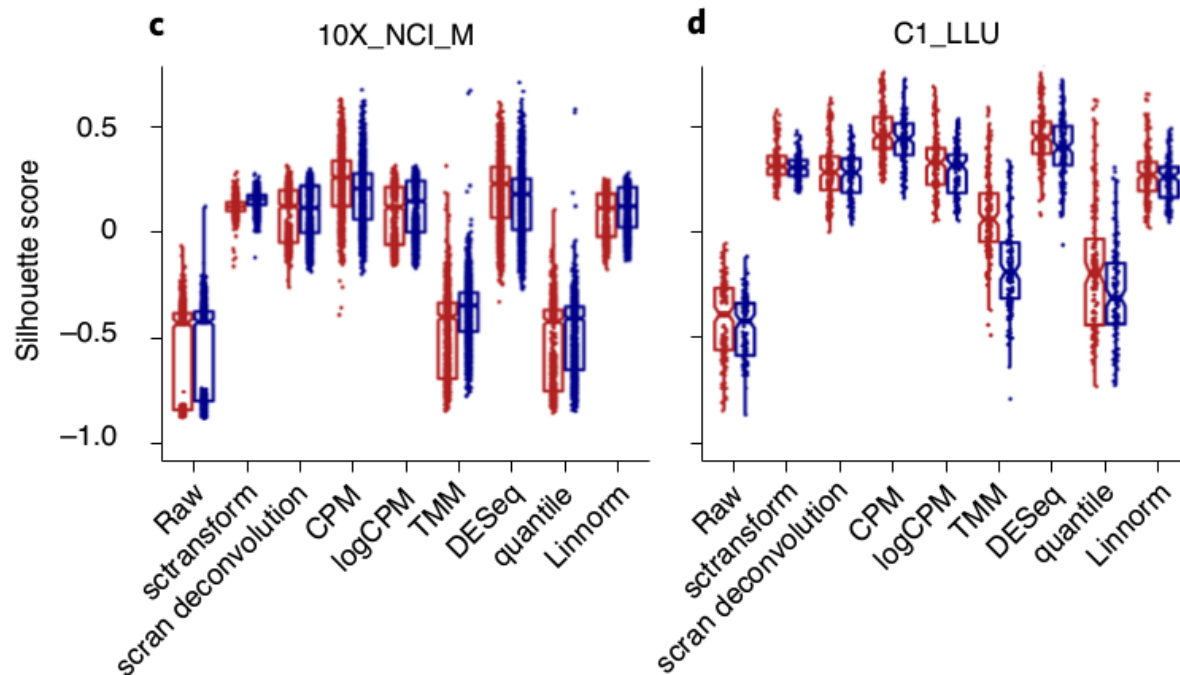 c
10X_NCI_M
d
C1_LLU
Silhouette score
0.5
0
–0.5
–1.0
Raw
sctransform
scran deconvolution
CPM
logCPM
TMM
DESeq
quantile
Linnorm
Raw
sctransform
scran deconvolution
CPM
logCPM
TMM
DESeq
quantile
Linnorm